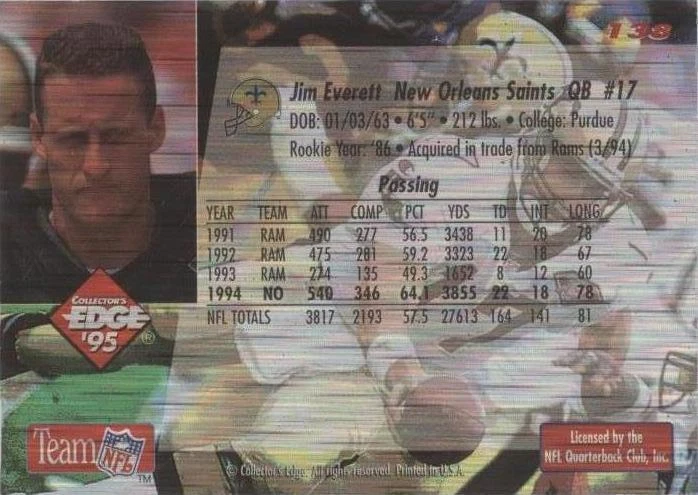 138
Jim Everett New Orleans Saints QB #17
DOB: 01/03/63 • 6'5" • 212 lbs. • College: Purdue
Rookie Year: '86 • Acquired in trade from Rams (3/94)
Passing
YEAR TEAM ATT COMP PCT YDS TD INT LONG
1991 RAM 490 277 56.5 3438 11 20 78
1992 RAM 475 281 59.2 3323 22 18 67
1993 RAM 274 135 49.3 1652 8 12 60
1994 NO 540 346 64.1 3855 22 18 78
NFL TOTALS 3817 2193 57.5 27613 164 141 81
COLLECTOR'S
EDGE
'95 ®
Team NFL TM
Licensed by the
NFL Quarterback Club, Inc.
© Collector's Edge. All rights reserved. Printed in U.S.A.